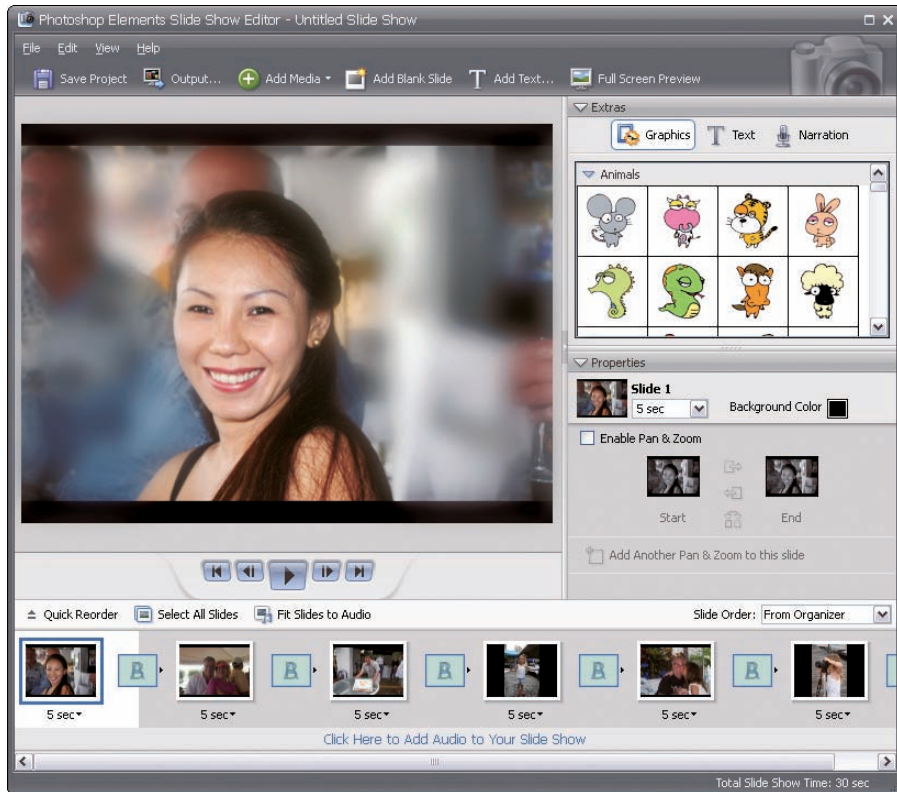 Photoshop Elements Slide Show Editor - Untitled Slide Show
File Edit View Help
Save Project Output... Add Media Add Blank Slide T Add Text... Full Screen Preview
Extras
Graphics T Text Narration
Animals
Properties
Slide 1
5 sec Background Color
Enable Pan & Zoom
Start End
Add Another Pan & Zoom to this slide
Quick Reorder Select All Slides Fit Slides to Audio Slide Order: From Organizer
B B B B B
5 sec 5 sec 5 sec 5 sec 5 sec 5 sec
Click Here to Add Audio to Your Slide Show
Total Slide Show Time: 30 sec